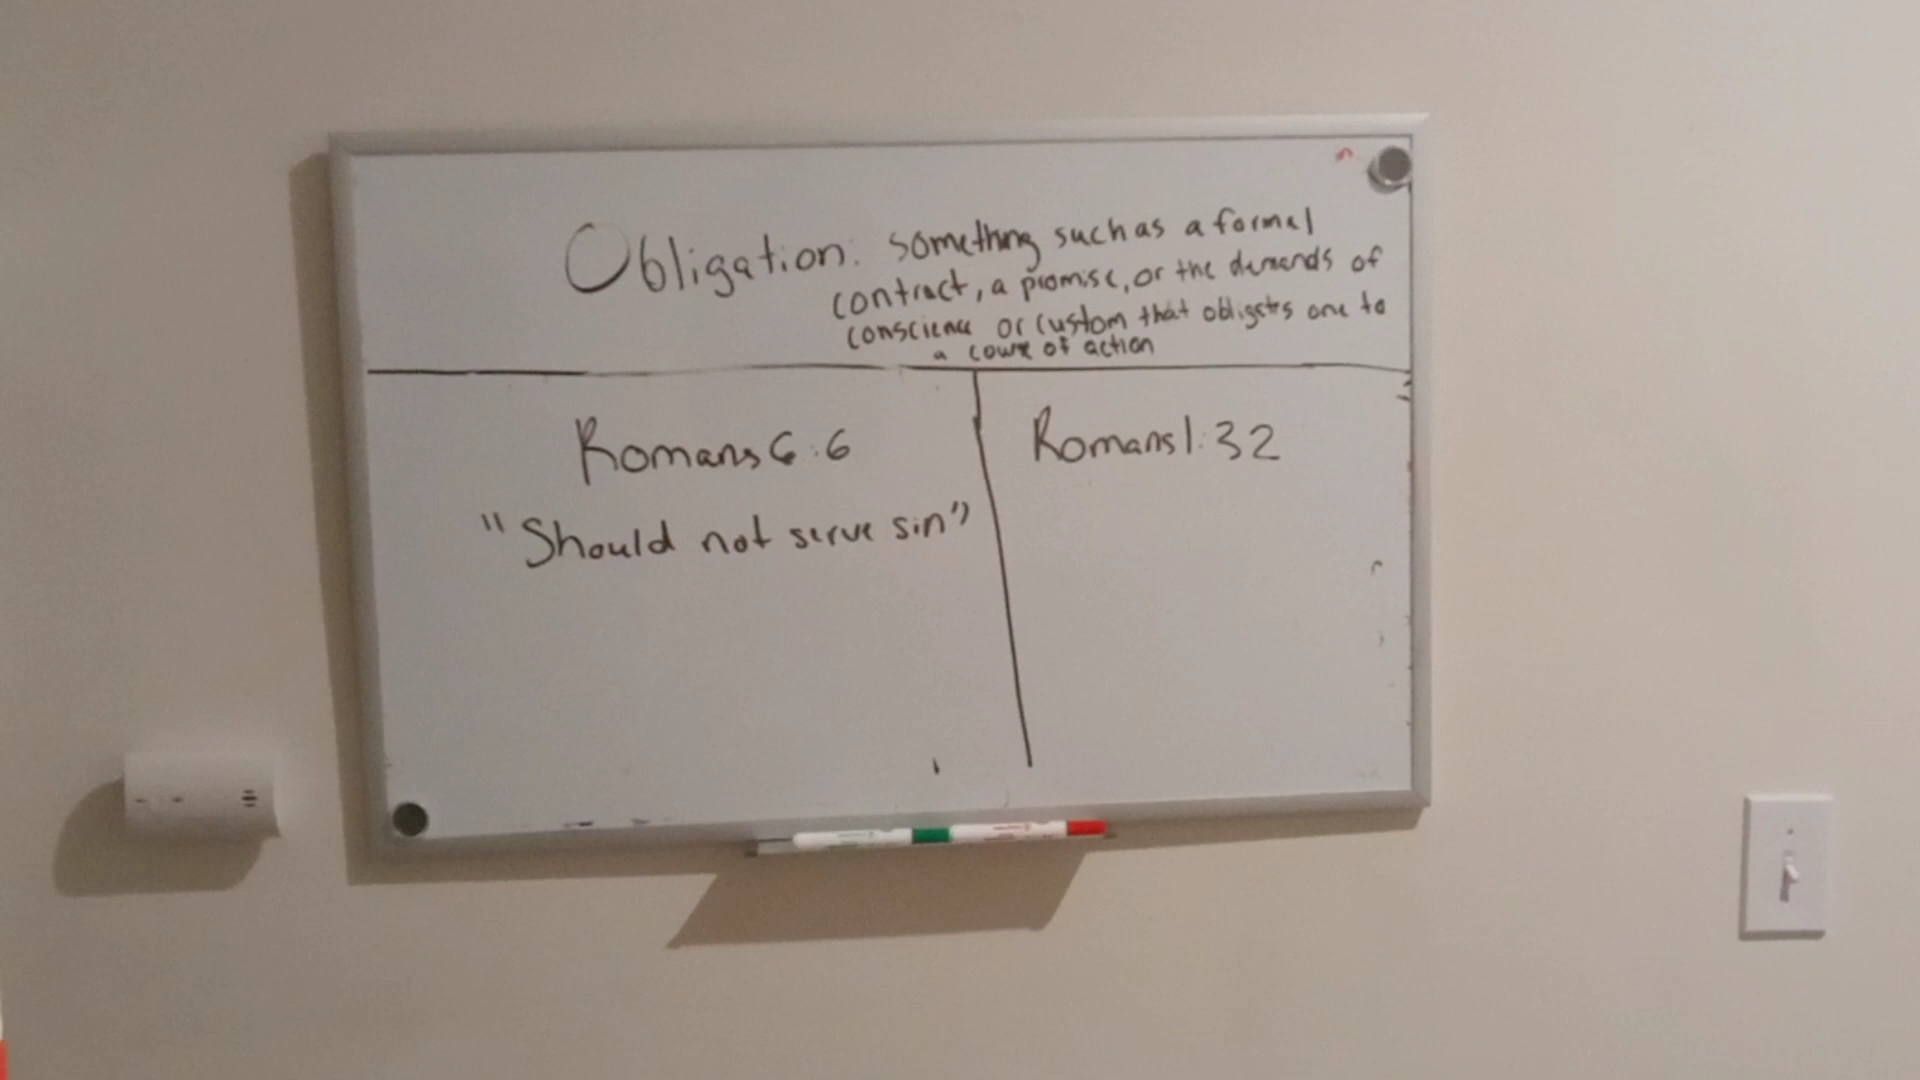 Obligation: something such as a formal
contract, a promise, or the demands of
conscience or custom that obligates one to
a course of action
Romans 6:6
Romans 1:32
"Should not serve sin"